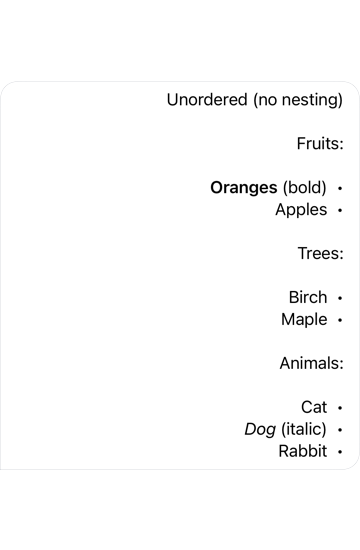 Unordered (no nesting)
Fruits:
• Oranges (bold)
• Apples
Trees:
• Birch
• Maple
Animals:
• Cat
• Dog (italic)
• Rabbit